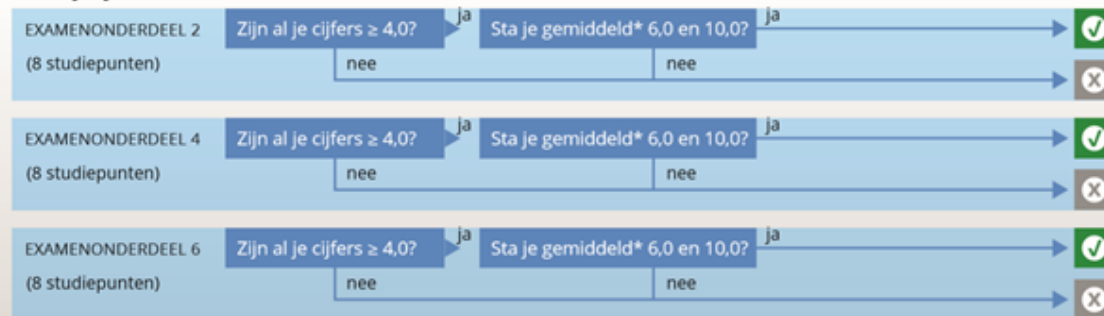 EXAMENONDERDEEL 2
Zijn al je cijfers ≥ 4,0?
ja
Sta je gemiddeld* 6,0 en 10,0?
ja
(8 studiepunten)
nee
nee
EXAMENONDERDEEL 4
Zijn al je cijfers ≥ 4,0?
ja
Sta je gemiddeld* 6,0 en 10,0?
ja
(8 studiepunten)
nee
nee
EXAMENONDERDEEL 6
Zijn al je cijfers ≥ 4,0?
ja
Sta je gemiddeld* 6,0 en 10,0?
ja
(8 studiepunten)
nee
nee